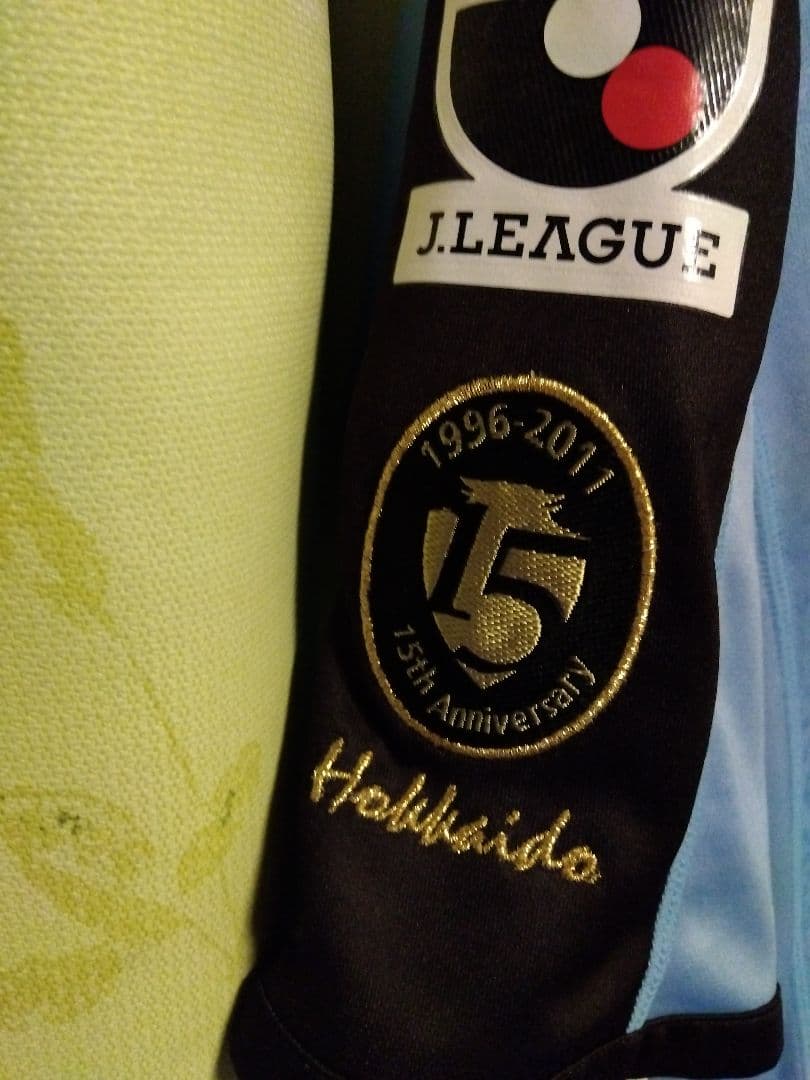 J.LEAGUE
1996-2011
15
15th Anniversary
Hokkaido